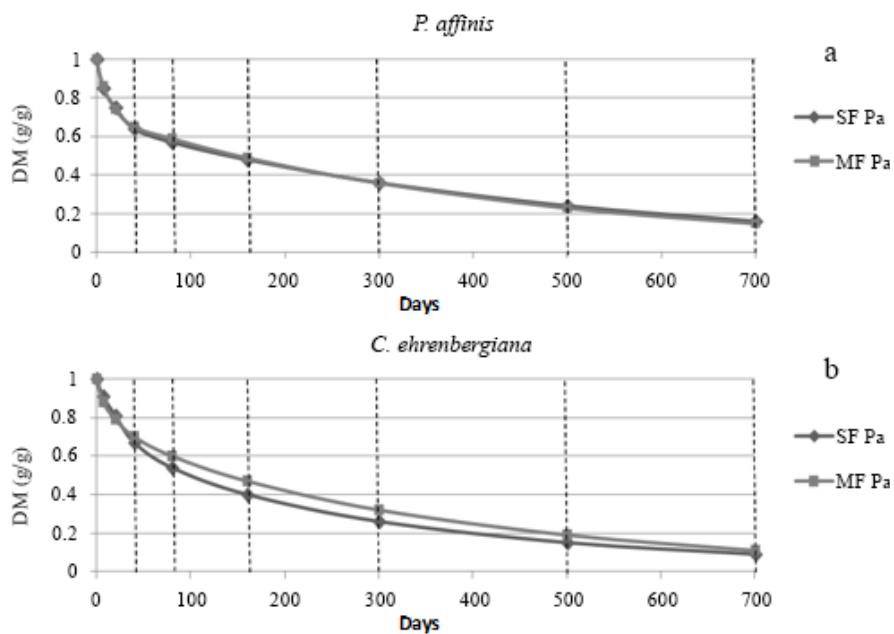 P. affinis
a
DM (g/g)
1
0.8
0.6
0.4
0.2
0
0 100 200 300 400 500 600 700
Days
SF Pa
MF Pa
C. ehrenbergiana
b
DM (g/g)
1
0.8
0.6
0.4
0.2
0
0 100 200 300 400 500 600 700
Days
SF Pa
MF Pa